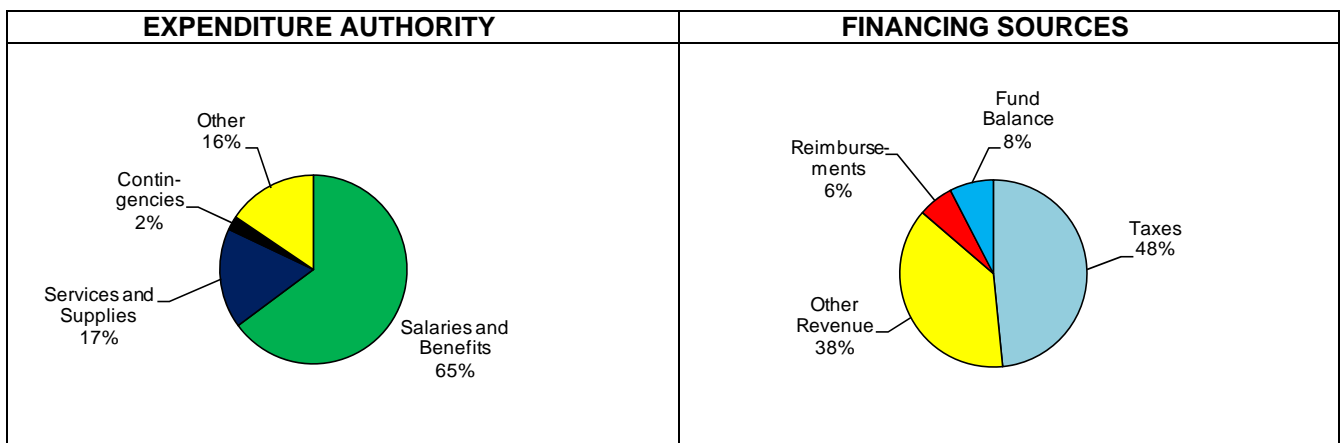 EXPENDITURE AUTHORITY
Other
16%
Contin-
gencies
2%
Services and
Supplies
17%
Salaries and
Benefits
65%
FINANCING SOURCES
Fund
Balance
8%
Reimburse-
ments
6%
Taxes
48%
Other
Revenue
38%